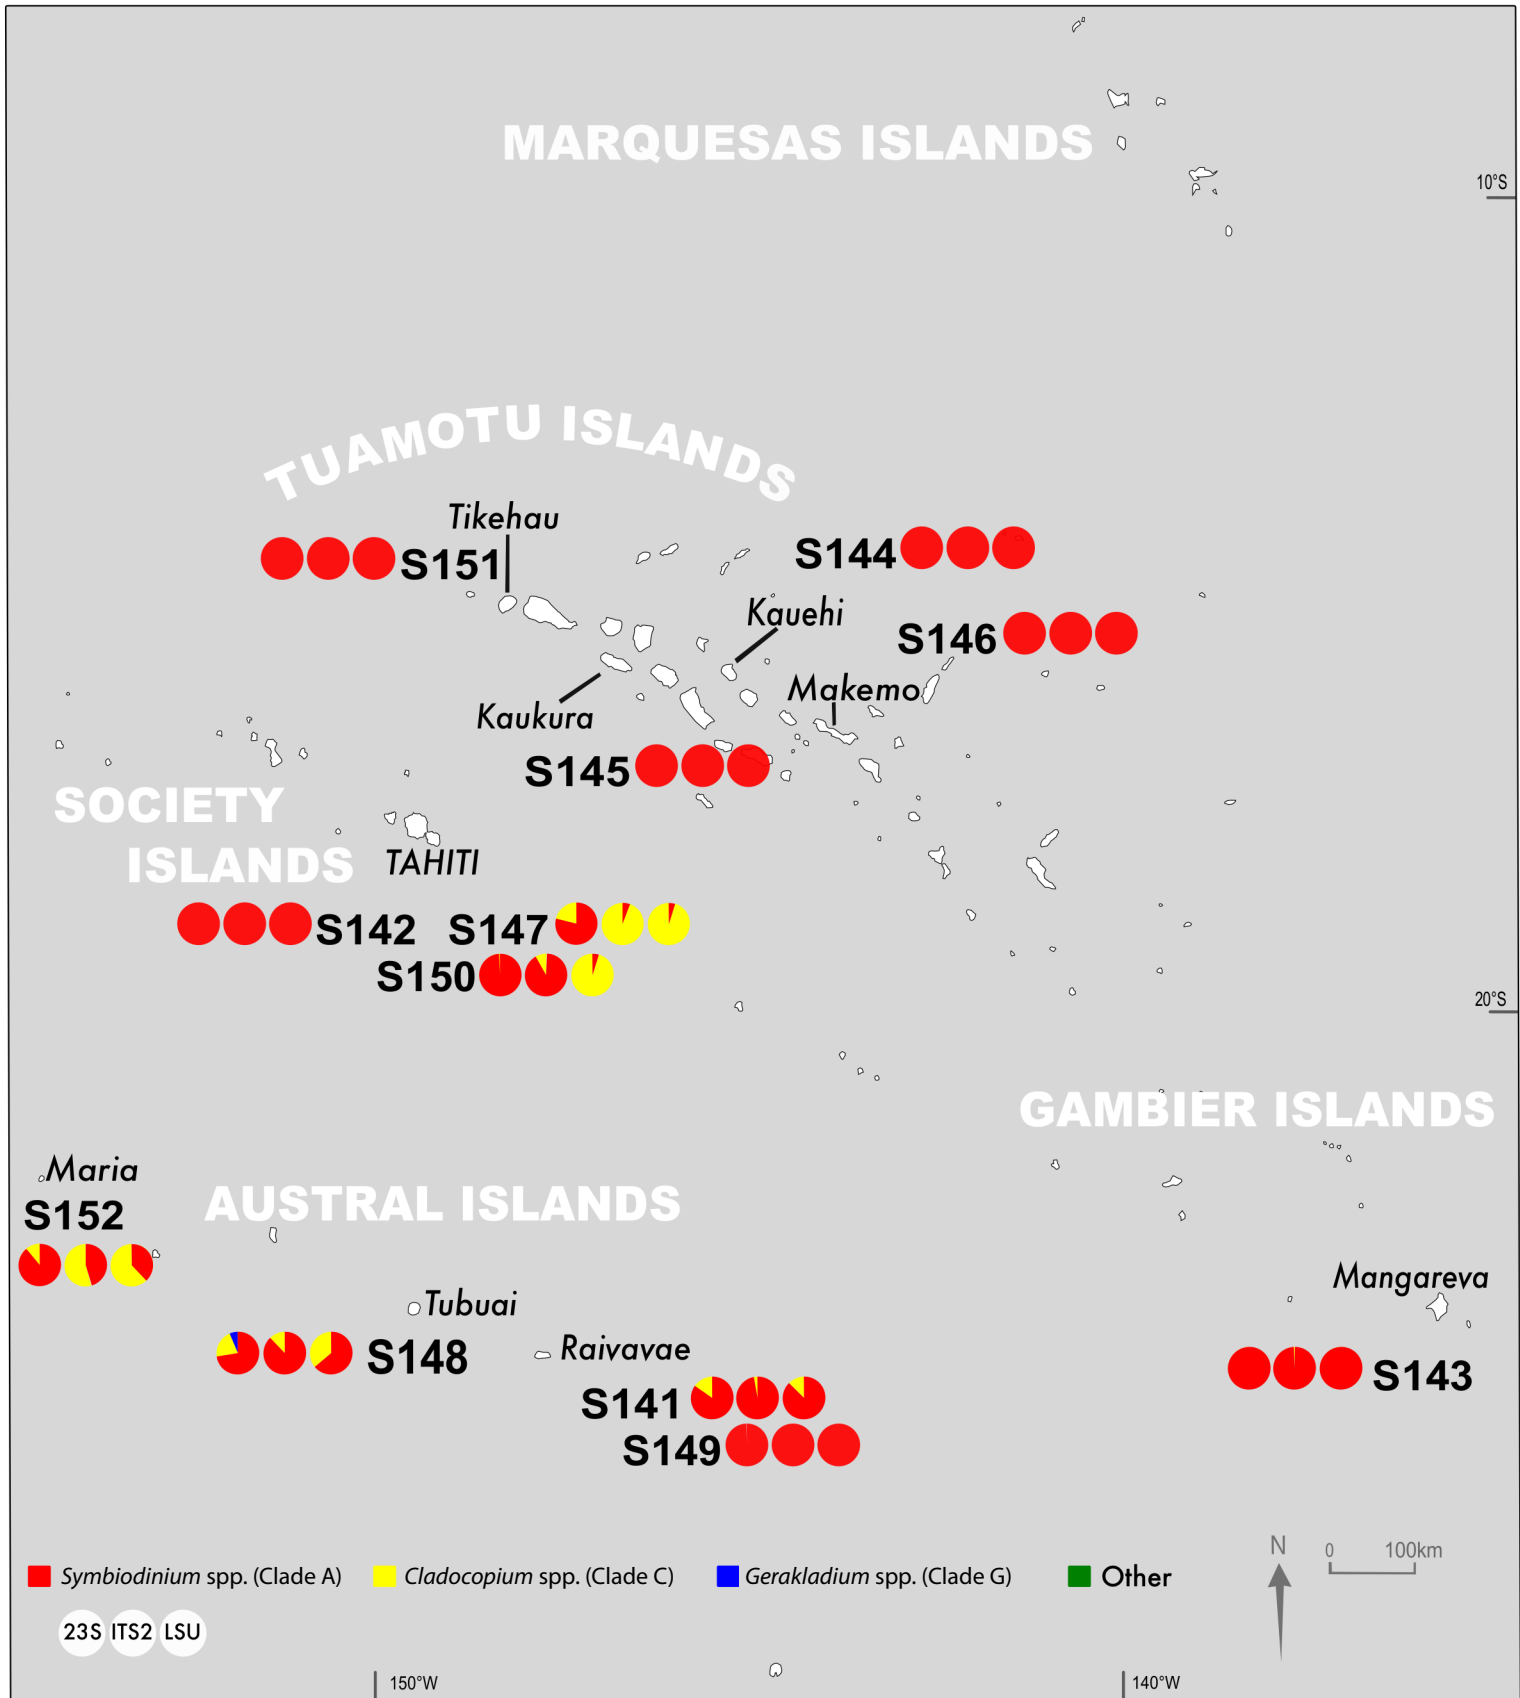 MARQUESAS ISLANDS
10°S
TUAMOTU ISLANDS
Tikehau
S151
S144
Kauehi
S146
Makemo
Kaukura
S145
SOCIETY
ISLANDS
TAHITI
S142
S147
S150
20°S
GAMBIER ISLANDS
Maria
S152
AUSTRAL ISLANDS
Mangareva
Tubuai
S148
Raivavae
S141
S143
S149
N
0 100km
Symbiodinium spp. (Clade A) Cladocopium spp. (Clade C) Gerakladium spp. (Clade G) Other
23S ITS2 LSU
150°W 140°W